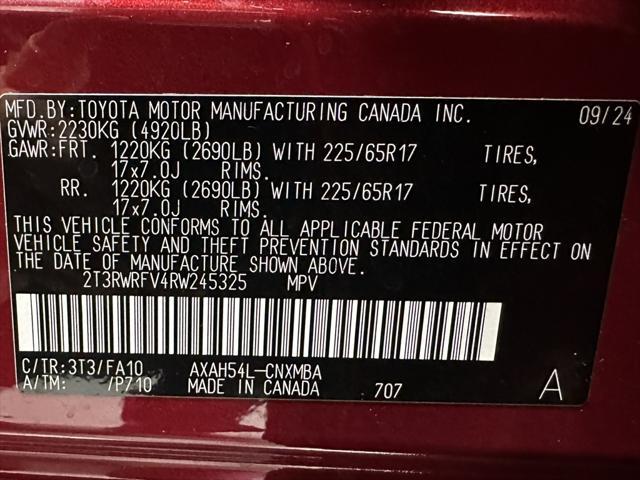 MFD.BY:TOYOTA MOTOR MANUFACTURING CANADA INC. 09/24
GVWR:2230KG (4920LB)
GAWR:FRT. 1220KG (2690LB) WITH 225/65R17 TIRES,
17x7.0J RIMS.
RR. 1220KG (2690LB) WITH 225/65R17 TIRES,
17x7.0J RIMS.
THIS VEHICLE CONFORMS TO ALL APPLICABLE FEDERAL MOTOR
VEHICLE SAFETY AND THEFT PREVENTION STANDARDS IN EFFECT ON
THE DATE OF MANUFACTURE SHOWN ABOVE.
2T3RWRFV4RW245325 MPV
C/TR:3T3/FA10 AXAH54L-CNXMBA
A/TM: /P710 MADE IN CANADA 707 A